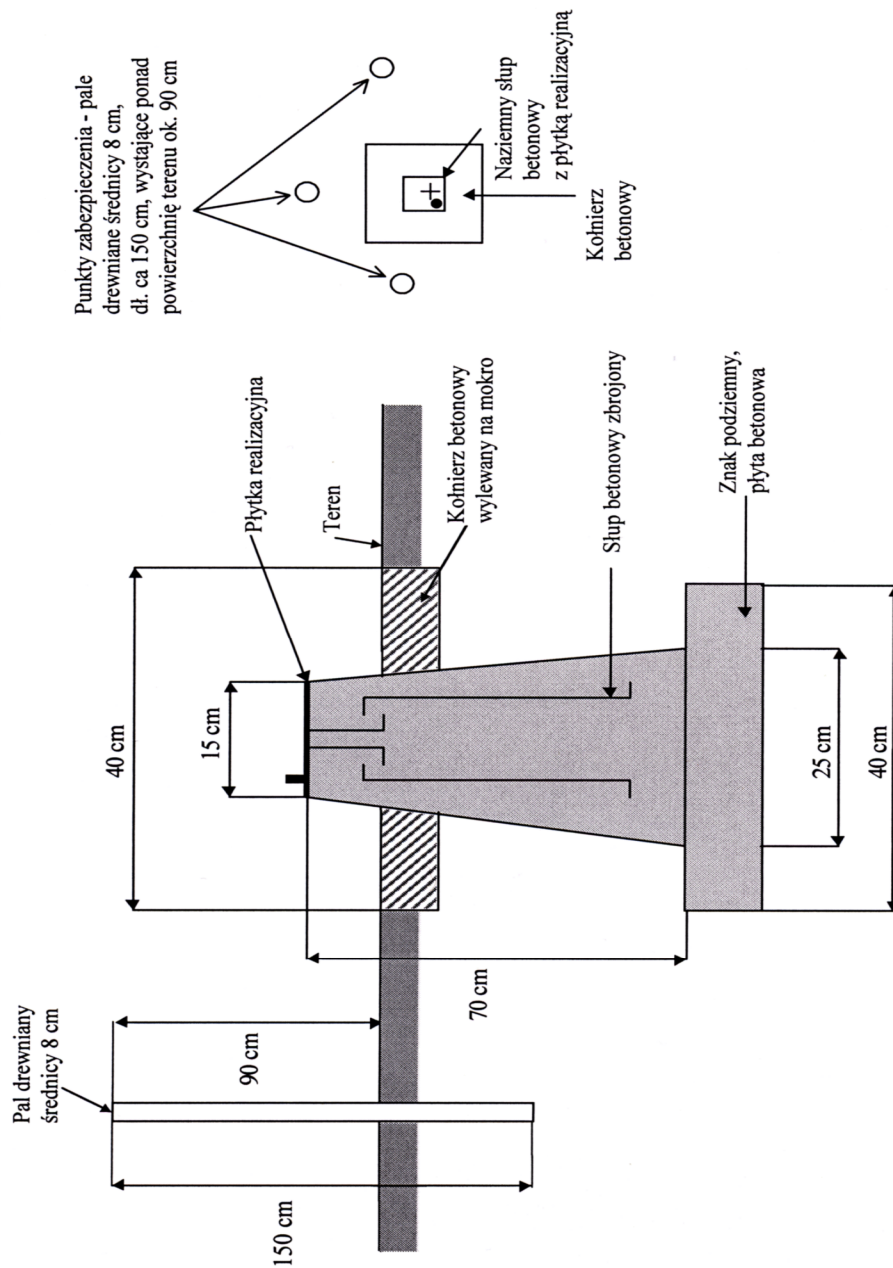 Pal drewniany
średnicy 8 cm
150 cm
90 cm
70 cm
40 cm
15 cm
25 cm
40 cm
Płytka realizacyjna
Teren
Kołnierz betonowy
wylewany na mokro
Słup betonowy zbrojony
Znak podziemny,
płyta betonowa
Punkty zabezpieczenia - pale
drewniane średnicy 8 cm,
dł. ca 150 cm, wystające ponad
powierzchnię terenu ok. 90 cm
Naziemny słup
betonowy
z płytką realizacyjną
Kołnierz
betonowy